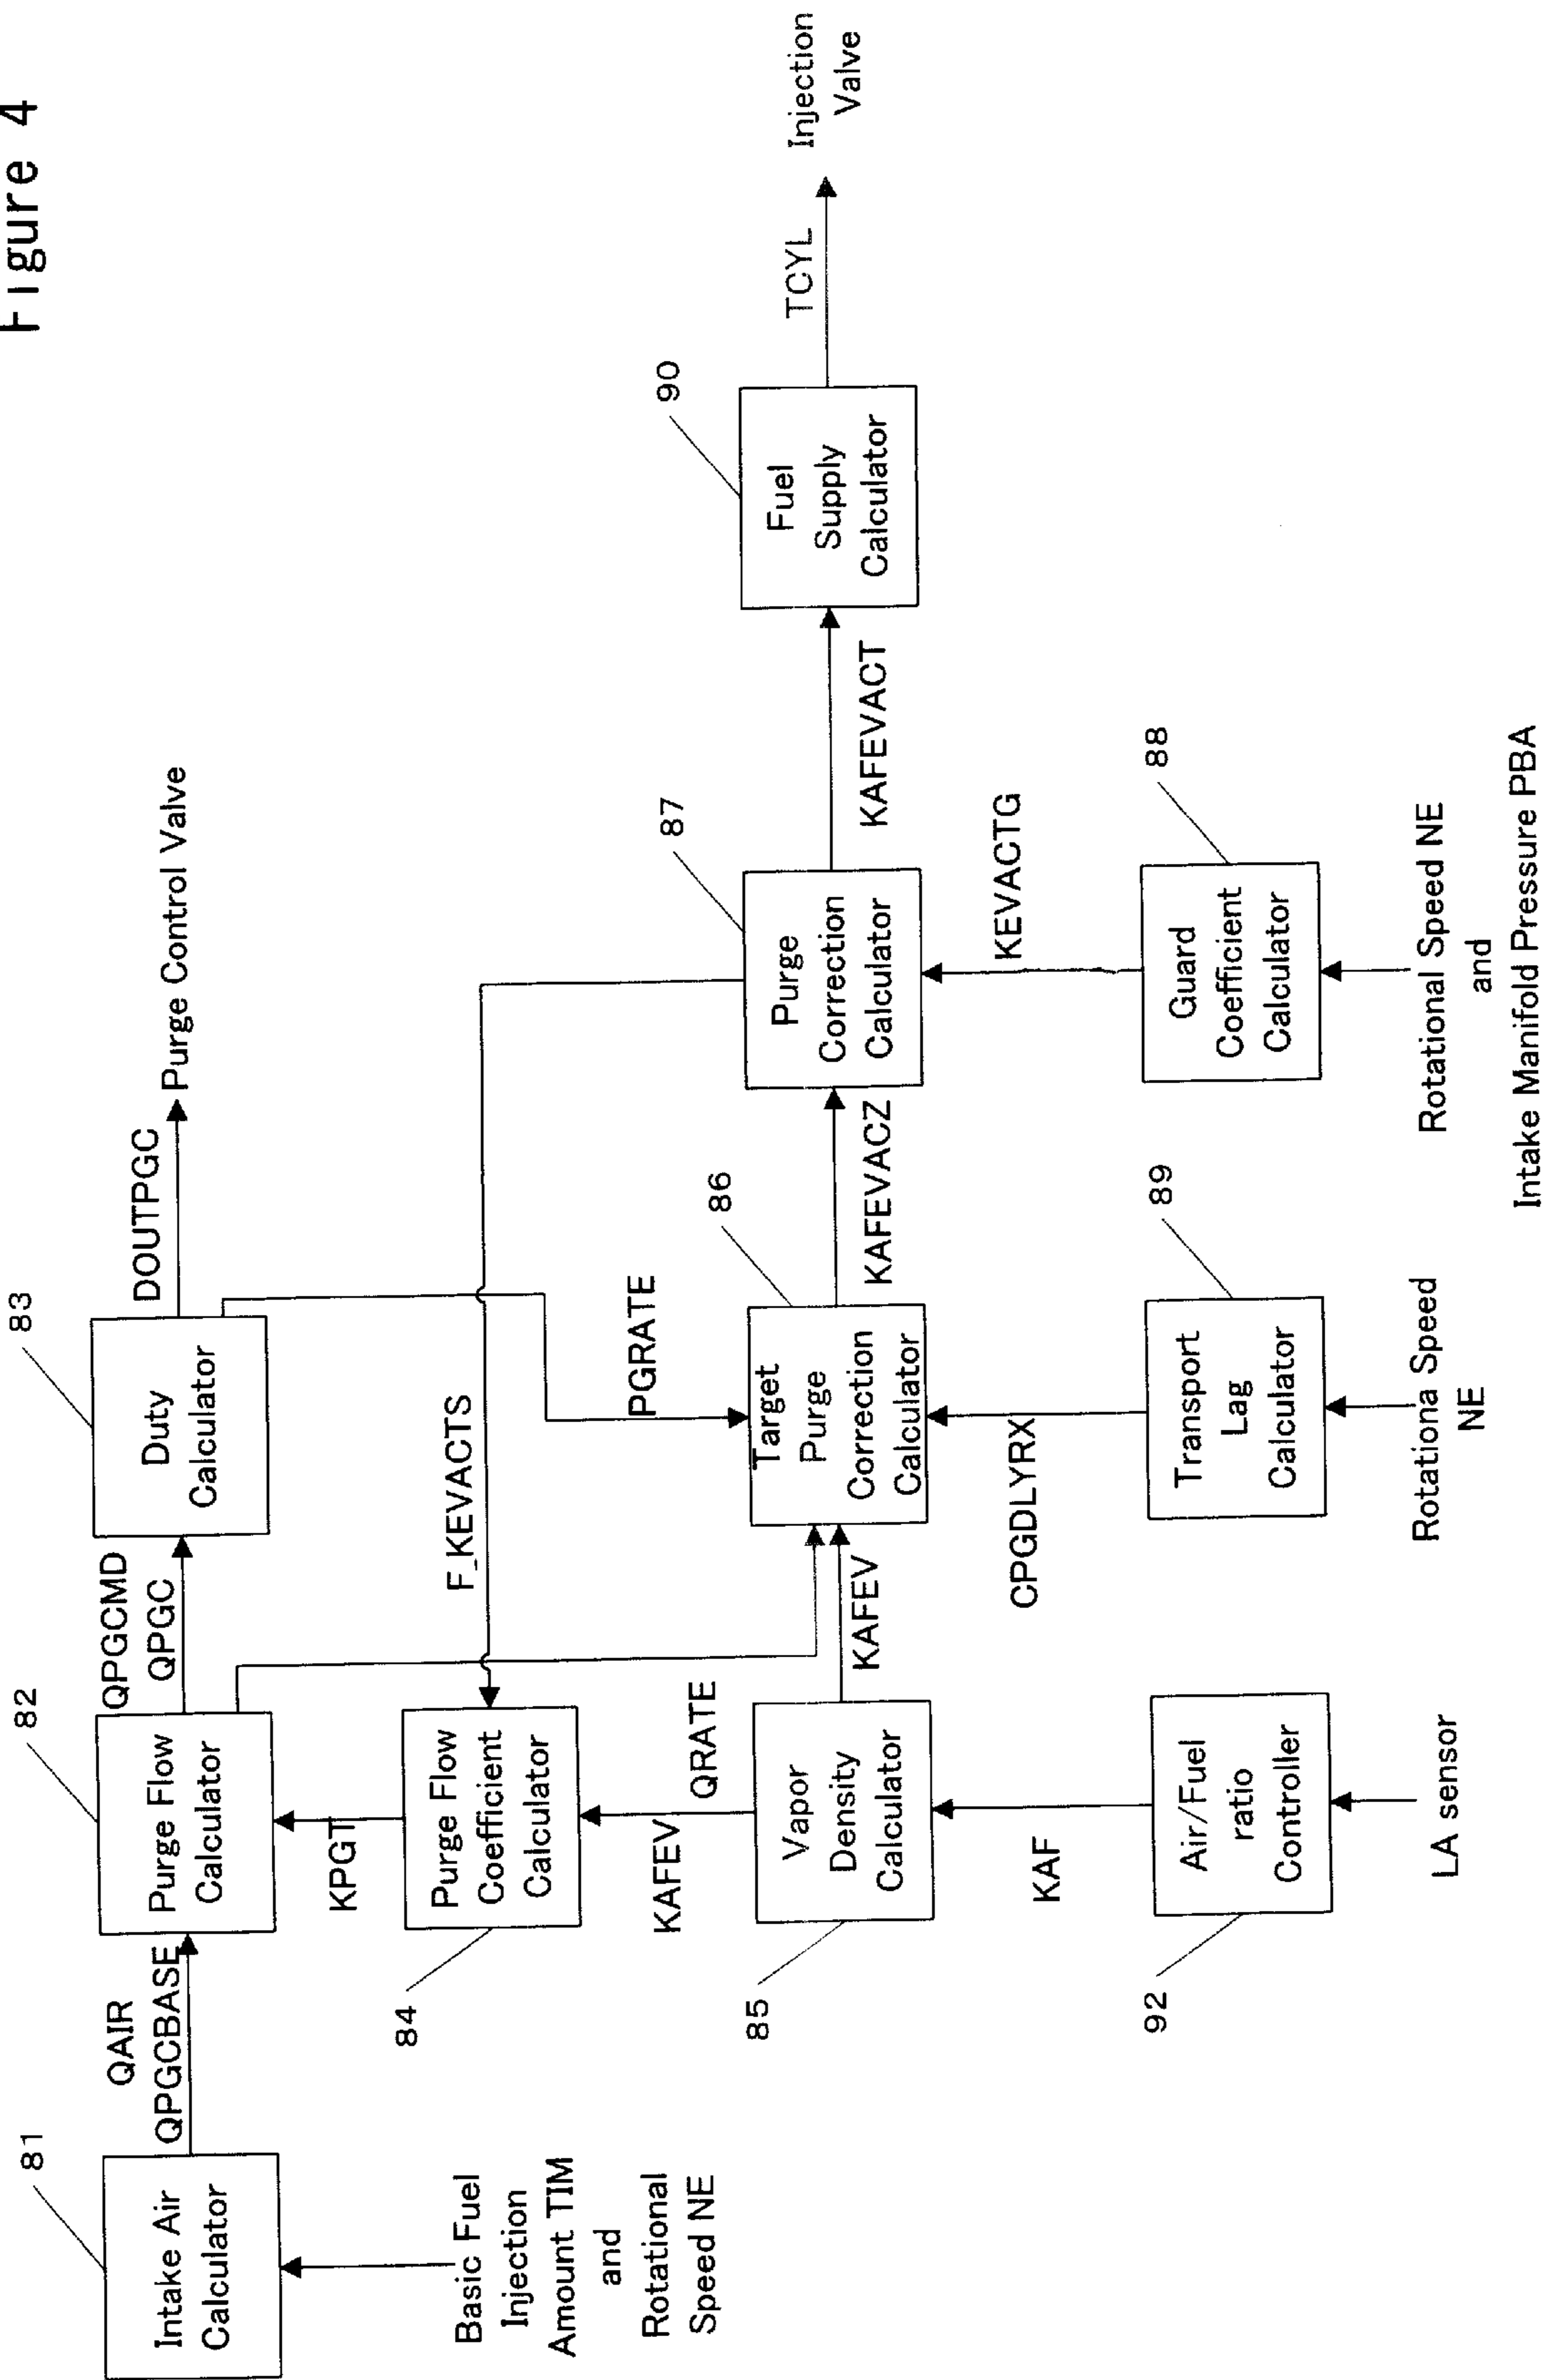 Figure 4
81
Intake Air
Calculator
Basic Fuel
Injection
Amount TIM
and
Rotational
Speed NE
QAIR
QPGCBASE
82
Purge Flow
Calculator
QPGCMD
QPGC
83
Duty
Calculator
DOUTPGC
Purge Control Valve
KPGT
84
Purge Flow
Coefficient
Calculator
F_KEVACTS
PGRATE
KAFEV
QRATE
85
Vapor
Density
Calculator
KAFEV
86
Target
Purge
Correction
Calculator
KAFEVACZ
87
Purge
Correction
Calculator
KAFEVACT
90
Fuel
Supply
Calculator
TCYL
Injection
Valve
KAF
92
Air/Fuel
ratio
Controller
LA sensor
CPGDLYRX
89
Transport
Lag
Calculator
Rotationa Speed
NE
KEVACTG
88
Guard
Coefficient
Calculator
Rotational Speed NE
and
Intake Manifold Pressure PBA